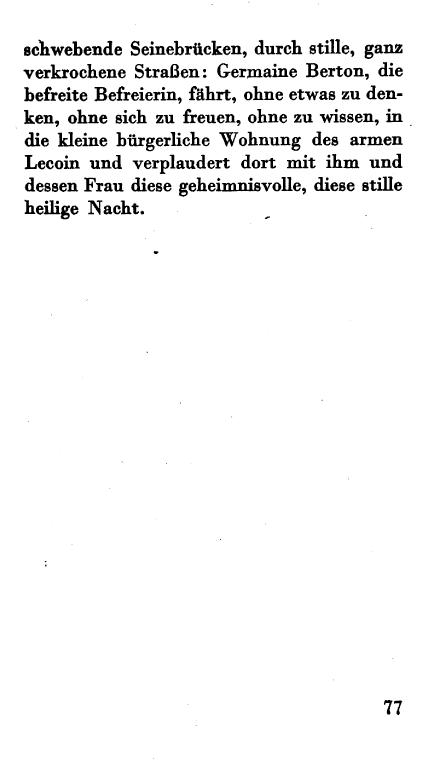 schwebende Seinebrücken, durch stille, ganz
verkrochene Straßen: Germaine Berton, die
befreite Befreierin, fährt, ohne etwas zu den-
ken, ohne sich zu freuen, ohne zu wissen, in
die kleine bürgerliche Wohnung des armen
Lecoin und verplaudert dort mit ihm und
dessen Frau diese geheimnisvolle, diese stille
heilige Nacht.
77